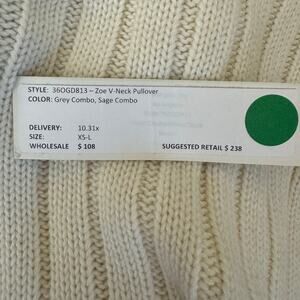 STYLE: 36OGD813 – Zoe V-Neck Pullover
COLOR: Grey Combo, Sage Combo
DELIVERY: 10.31x
SIZE: XS-L
WHOLESALE $ 108 SUGGESTED RETAIL $ 238